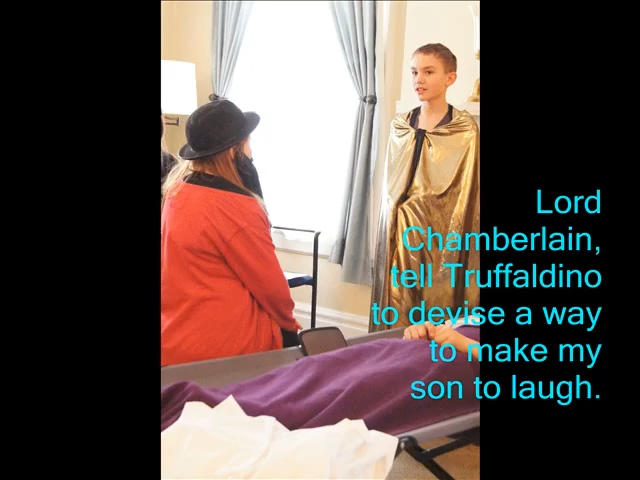 Lord
Chamberlain,
tell Truffaldino
to devise a way
to make my
son to laugh.